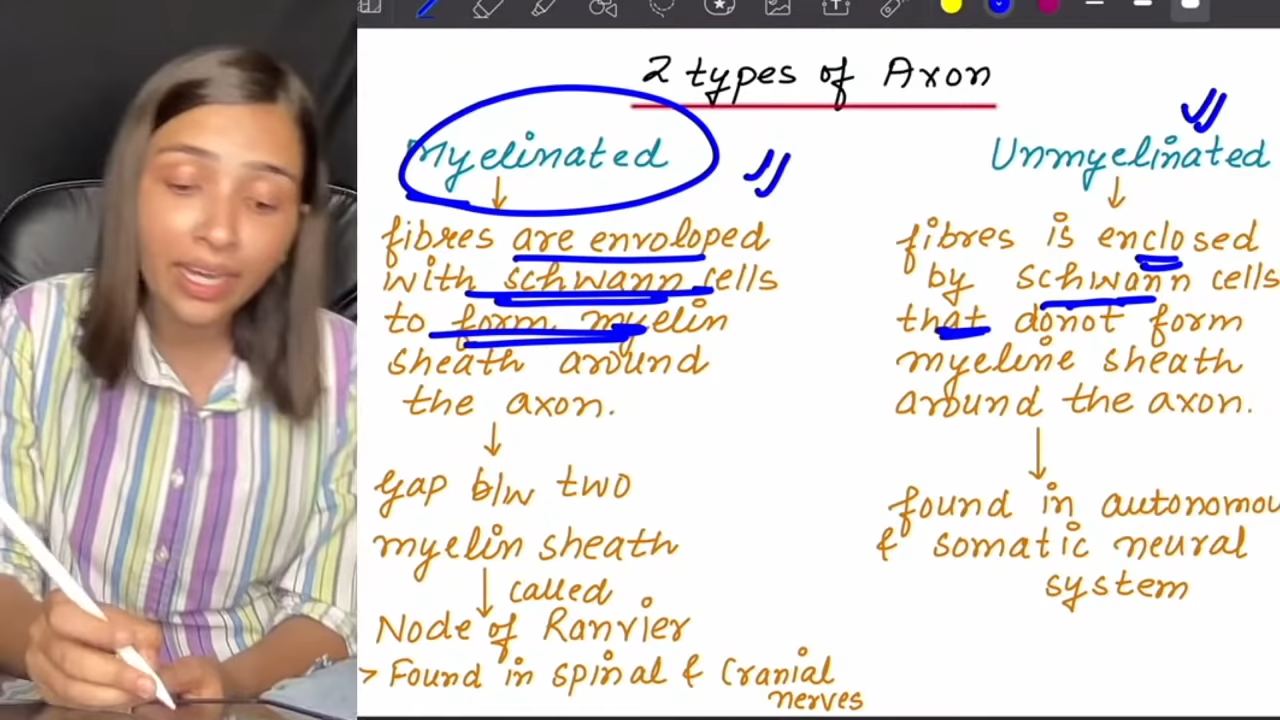 2 types of Axon
Myelinated
fibres are envoloped
with schwann cells
to form myelin
sheath around
the axon.
Gap b/w two
myelin sheath
called
Node of Ranvier
> Found in spinal & Cranial
nerves
Unmyelinated
fibres is enclosed
by schwann cells
that donot form
myeline sheath
around the axon.
found in autonomou
& somatic neural
system